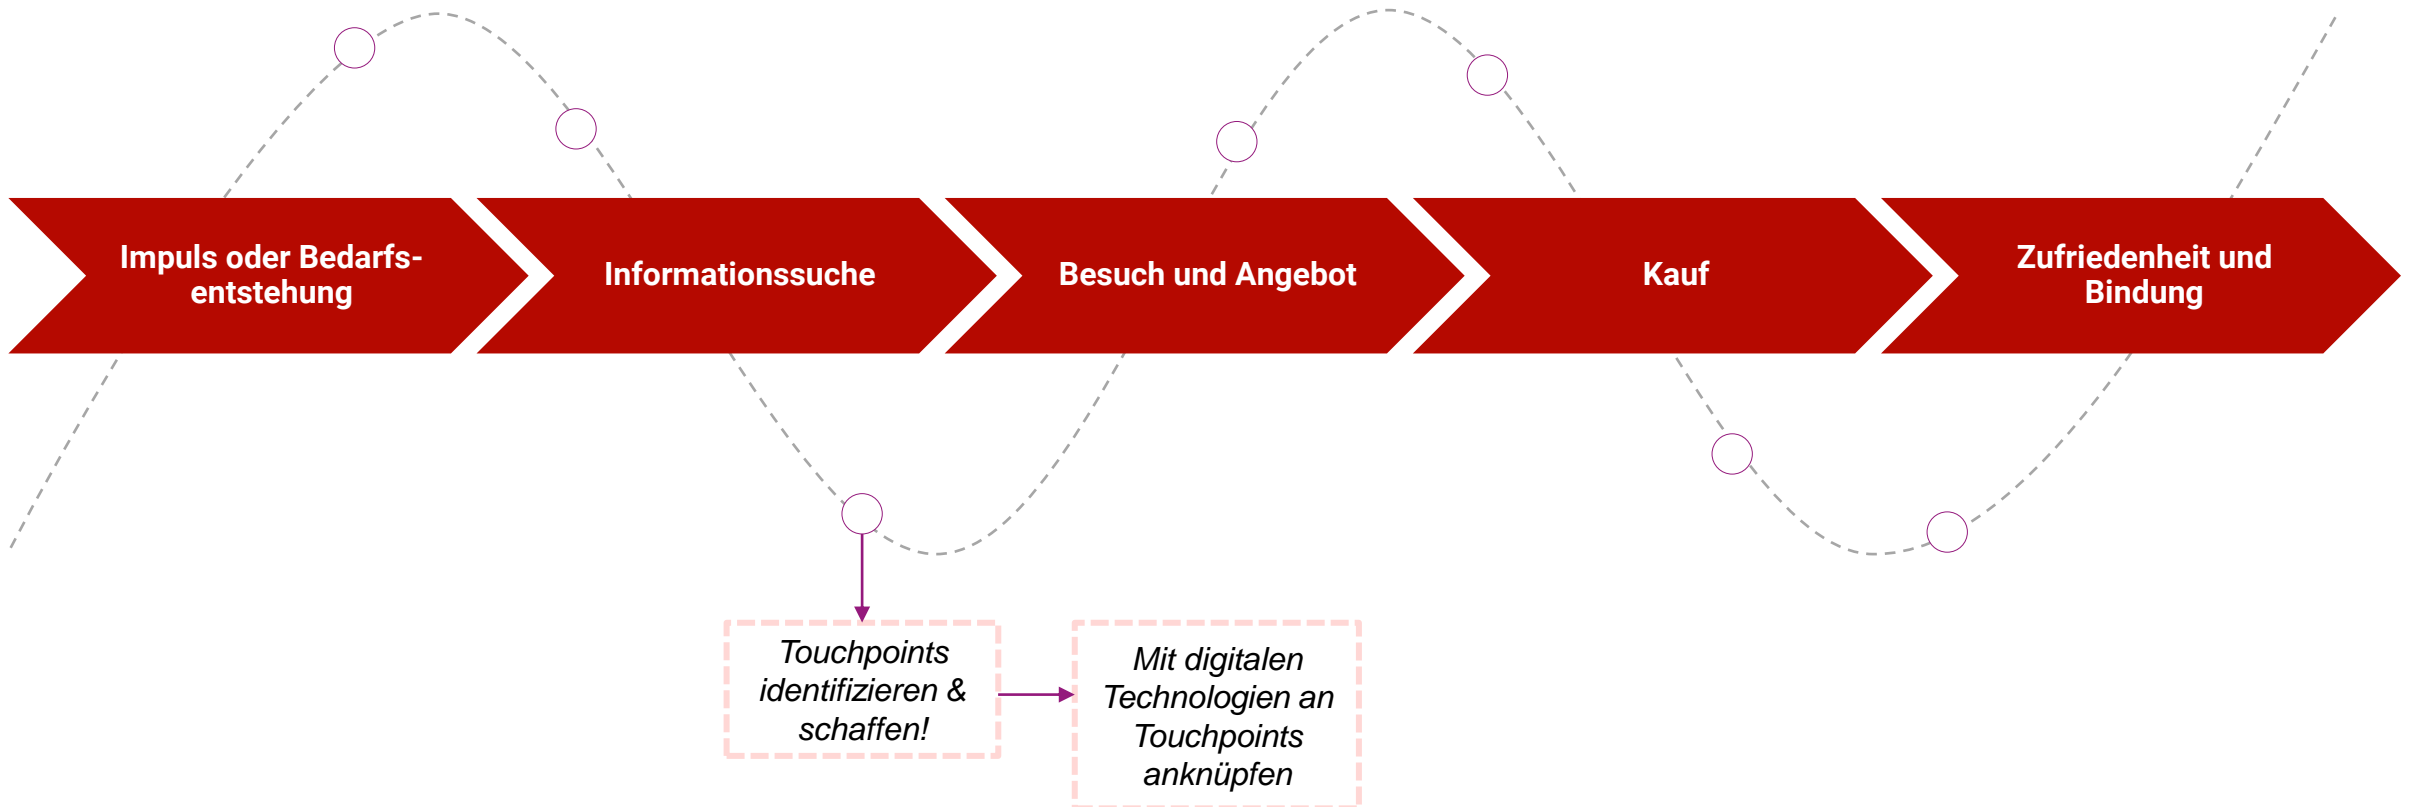 Impuls oder Bedarfs-
entstehung
Informationssuche
Besuch und Angebot
Kauf
Zufriedenheit und
Bindung
Touchpoints
identifizieren &
schaffen!
Mit digitalen
Technologien an
Touchpoints
anknüpfen